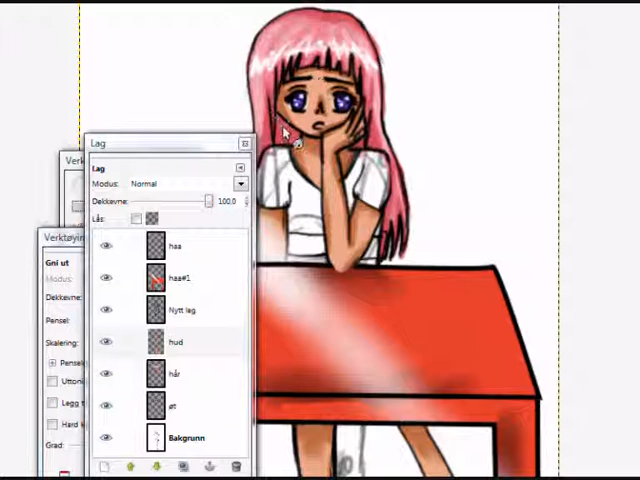 Lag
Lag
Modus: Normal
Dekkevne: 100,0
Lås:
haa
haa#1
Nytt lag
hud
hår
øt
Bakgrunn
Verktøyin
Gni ut
Modus:
Dekkevne:
Pensel:
Skalering:
Pensel
Legg t
Hard k
Grad: